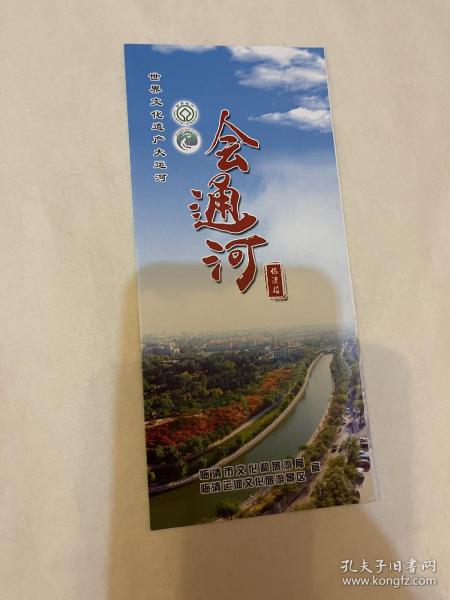 世界文化遗产大运河
会通河
临清段
临清市文化和旅游局
临清运河文化旅游景区
宣
孔夫子旧书网
www.kongfz.com